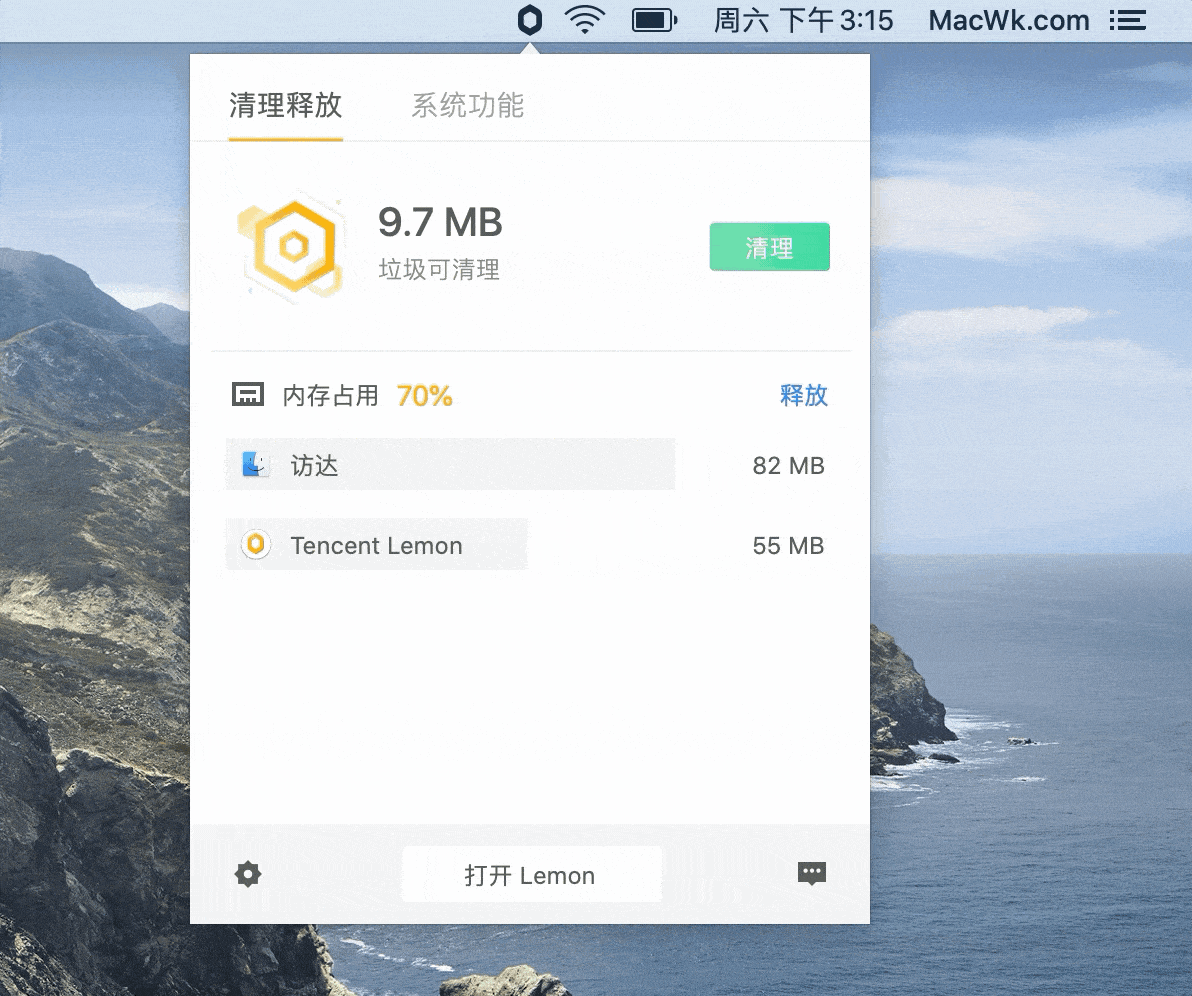 周六 下午3:15 MacWk.com
清理释放 系统功能
9.7 MB
垃圾可清理
清理
内存占用 70% 释放
访达 82 MB
Tencent Lemon 55 MB
打开 Lemon